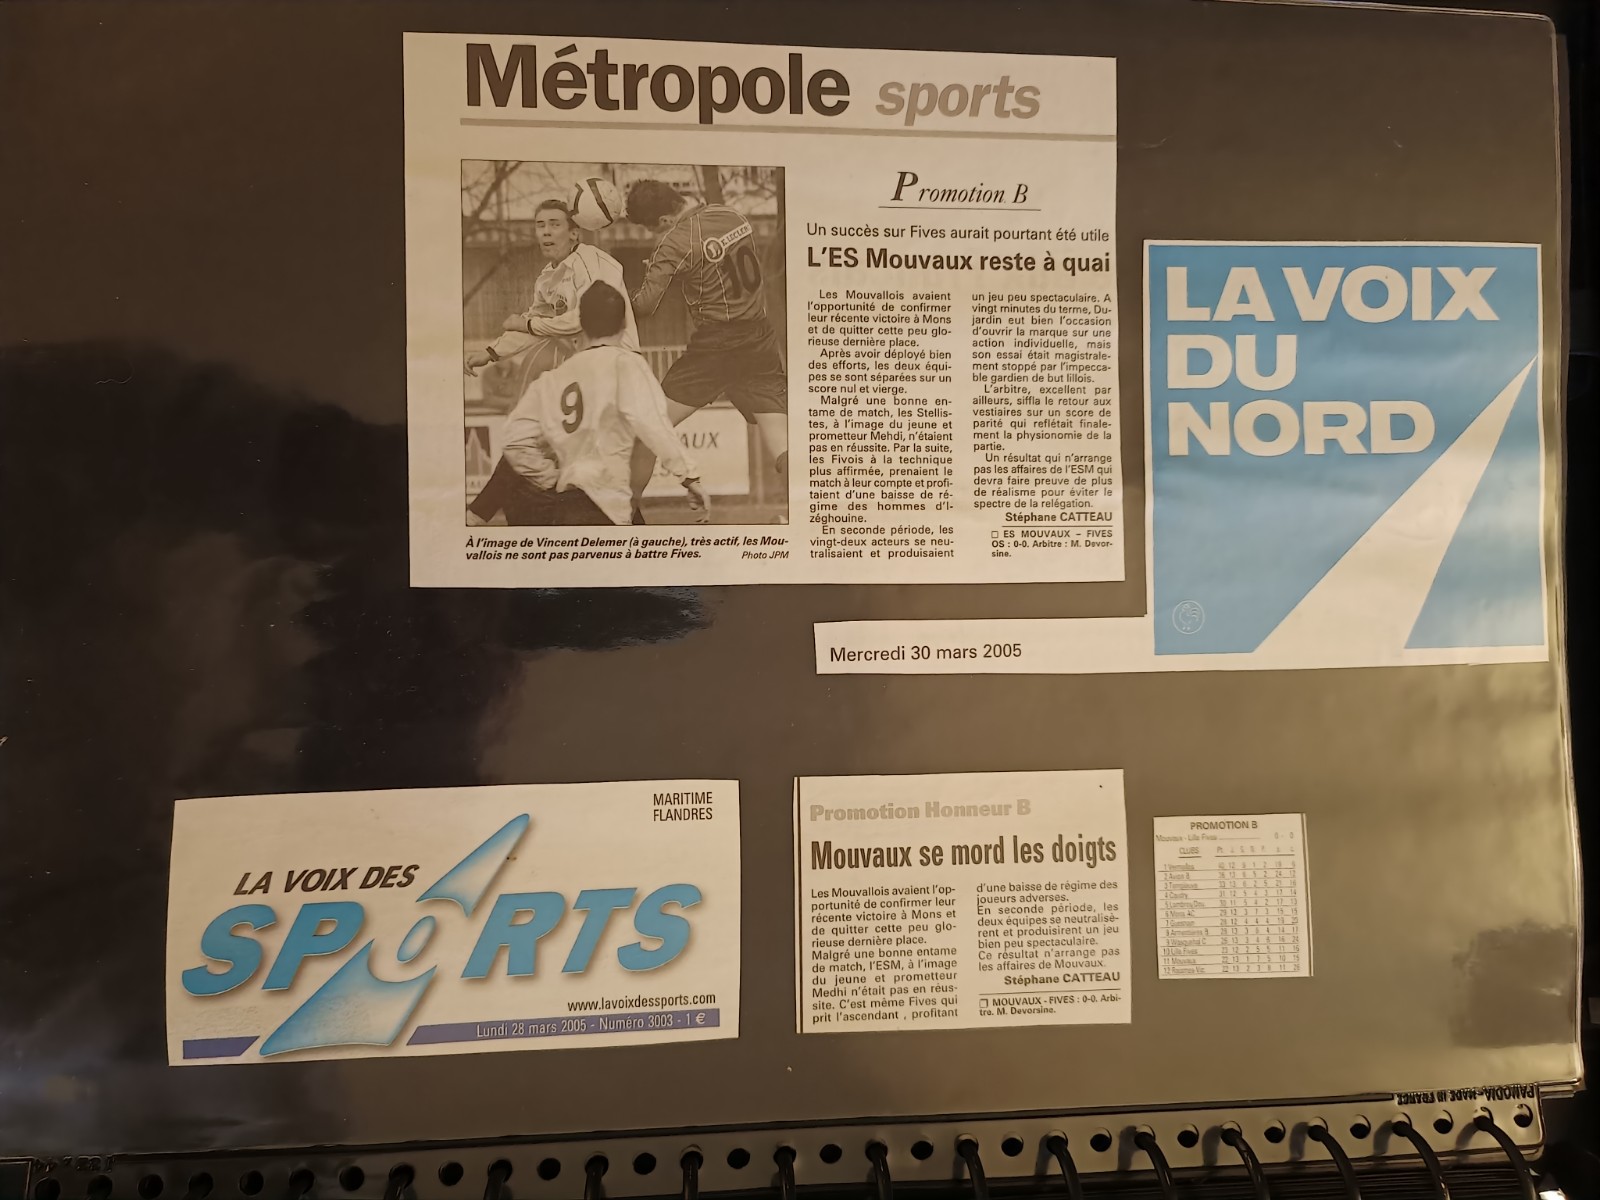 Métropole sports
Promotion B
Un succès sur Fives aurait pourtant été utile
L'ES Mouvaux reste à quai
Les Mouvallois avaient
l'opportunité de confirmer
leur récente victoire à Mons
et de quitter cette peu glo-
rieuse dernière place.
Après avoir déployé bien
des efforts, les deux équi-
pes se sont séparées sur un
score nul et vierge.
Malgré une bonne en-
tame de match, les Stellis-
tes, à l'image du jeune et
prometteur Mehdi, n'étaient
pas en réussite. Par la suite,
les Fivois à la technique
plus affirmée, prenaient le
match à leur compte et profi-
taient d'une baisse de ré-
gime des hommes d'I-
zéghouine.
En seconde période, les
vingt-deux acteurs se neu-
tralisaient et produisaient
un jeu peu spectaculaire. A
vingt minutes du terme, Du-
jardin eut bien l'occasion
d'ouvrir la marque sur une
action individuelle, mais
son essai était magistrale-
ment stoppé par l'impecca-
ble gardien de but lillois.
L'arbitre, excellent par
ailleurs, siffla le retour aux
vestiaires sur un score de
parité qui reflétait finale-
ment la physionomie de la
partie.
Un résultat qui n'arrange
pas les affaires de l'ESM qui
devra faire preuve de plus
de réalisme pour éviter le
spectre de la relégation.
Stéphane CATTEAU
□ ES MOUVAUX – FIVES
OS : 0-0. Arbitre : M. Devor-
sine.
10
9
AUX
À l'image de Vincent Delemer (à gauche), très actif, les Mou-
vallois ne sont pas parvenus à battre Fives. Photo JPM
LA VOIX
DU
NORD
Mercredi 30 mars 2005
MARITIME
FLANDRES
LA VOIX DES
SPORTS
www.lavoixdessports.com
Lundi 28 mars 2005 - Numéro 3003 - 1 €
Promotion Honneur B
Mouvaux se mord les doigts
Les Mouvallois avaient l'op-
portunité de confirmer leur
récente victoire à Mons et
de quitter cette peu glo-
rieuse dernière place.
Malgré une bonne entame
de match, l'ESM, à l'image
du jeune et prometteur
Medhi n'était pas en réus-
site. C'est même Fives qui
prit l'ascendant , profitant
d'une baisse de régime des
joueurs adverses.
En seconde période, les
deux équipes se neutralisè-
rent et produisirent un jeu
bien peu spectaculaire.
Ce résultat n'arrange pas
les affaires de Mouvaux.
Stéphane CATTEAU
□ MOUVAUX - FIVES : 0-0. Arbi-
tre. M. Devorsine.
PROMOTION B
Mouvaux - Lille Fives 0 - 0
CLUBS
PANODIA - MADE IN FRANCE